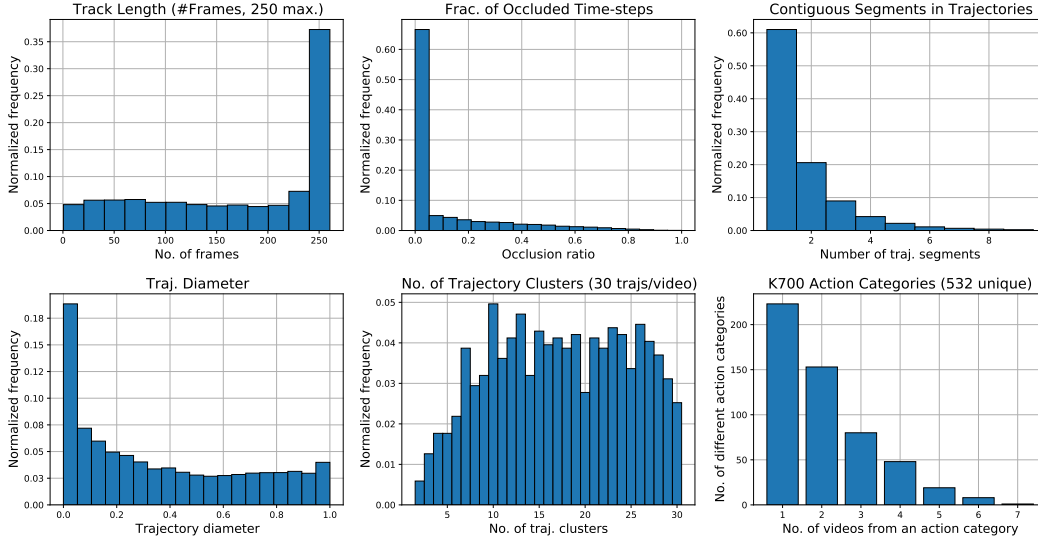 Track Length (#Frames, 250 max.)
Normalized frequency
0.35
0.30
0.25
0.20
0.15
0.10
0.05
0.00
0 50 100 150 200 250
No. of frames
Frac. of Occluded Time-steps
Normalized frequency
0.60
0.50
0.40
0.30
0.20
0.10
0.00
0.0 0.2 0.4 0.6 0.8 1.0
Occlusion ratio
Contiguous Segments in Trajectories
Normalized frequency
0.60
0.50
0.40
0.30
0.20
0.10
0.00
2 4 6 8
Number of traj. segments
Traj. Diameter
Normalized frequency
0.18
0.15
0.12
0.10
0.08
0.05
0.03
0.00
0.0 0.2 0.4 0.6 0.8 1.0
Trajectory diameter
No. of Trajectory Clusters (30 trajs/video)
Normalized frequency
0.05
0.04
0.03
0.02
0.01
0.00
5 10 15 20 25 30
No. of traj. clusters
K700 Action Categories (532 unique)
No. of different action categories
200
150
100
50
0
1 2 3 4 5 6 7
No. of videos from an action category